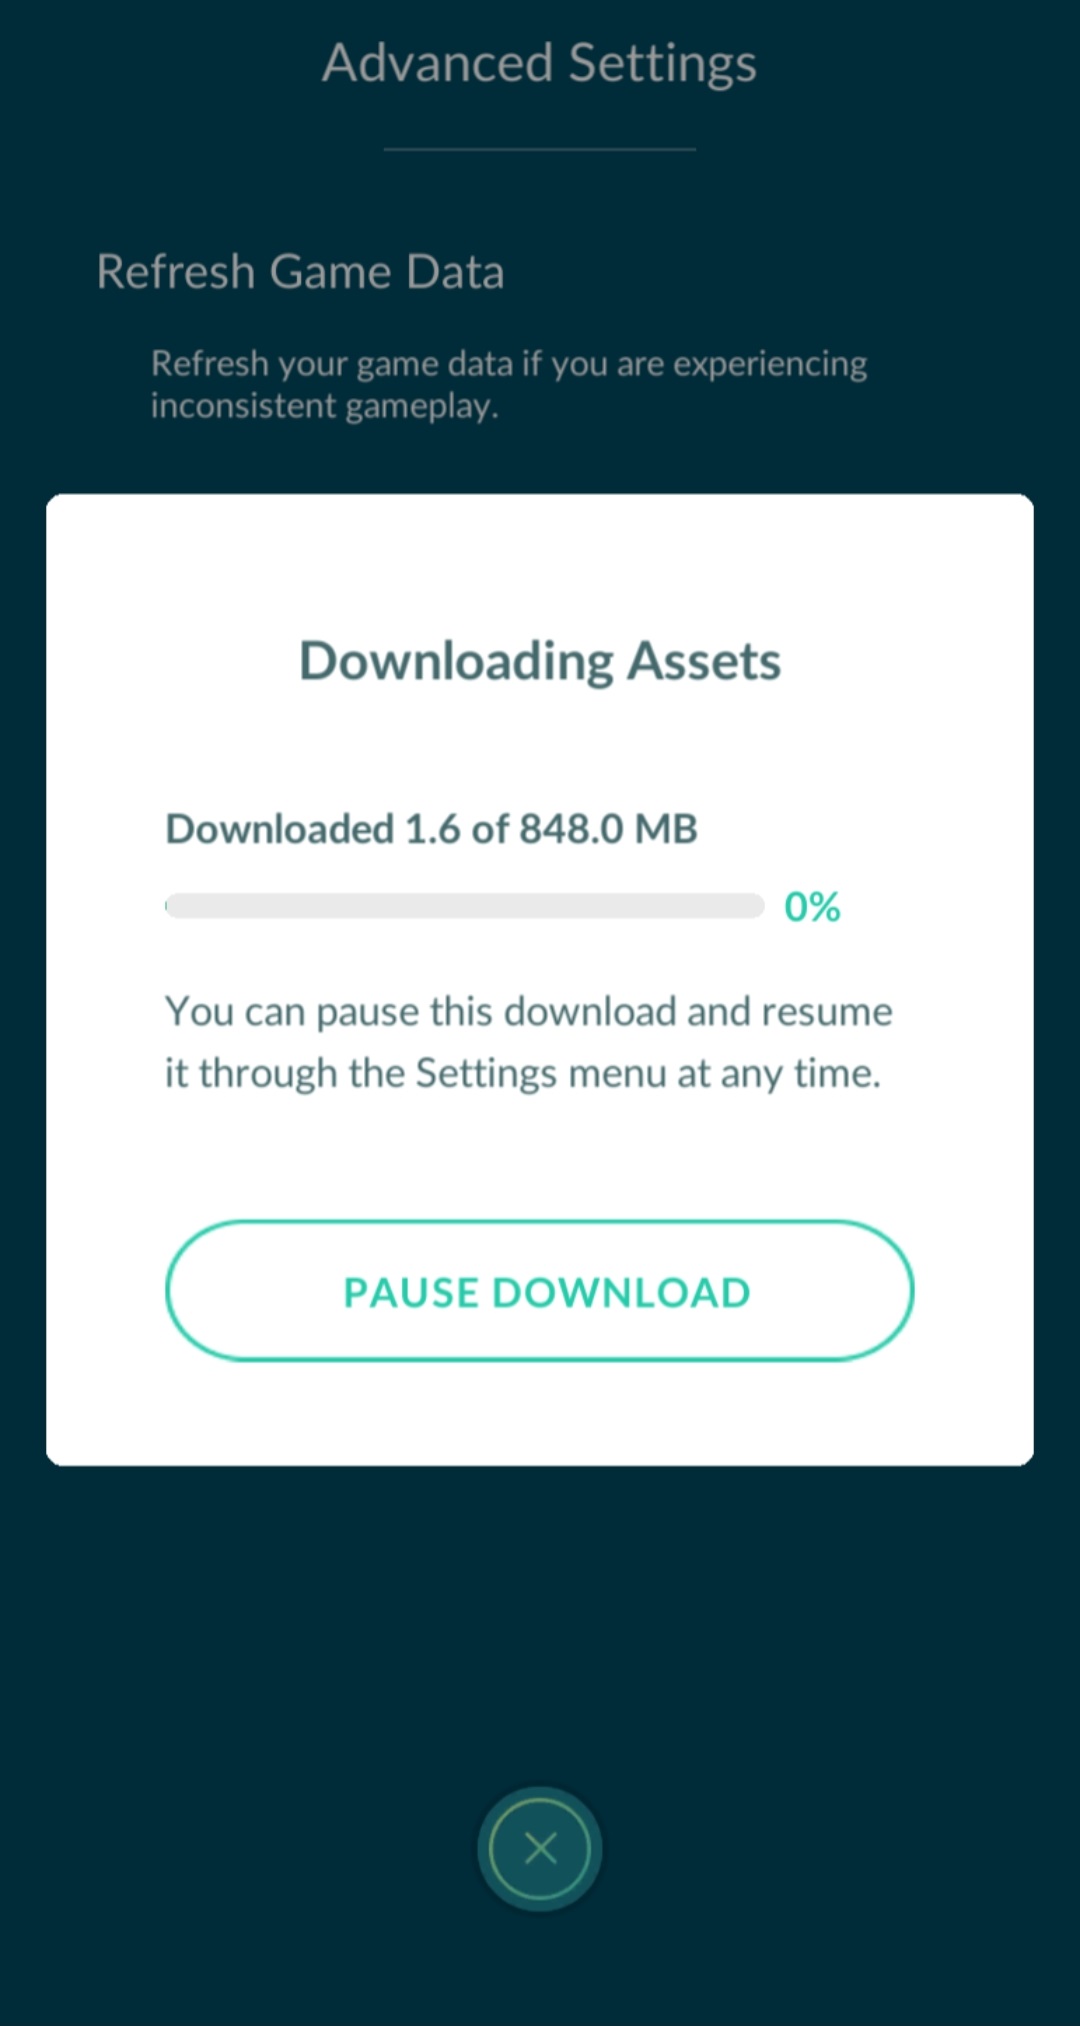 Advanced Settings
Refresh Game Data
Refresh your game data if you are experiencing
inconsistent gameplay.
Downloading Assets
Downloaded 1.6 of 848.0 MB
0%
You can pause this download and resume
it through the Settings menu at any time.
PAUSE DOWNLOAD